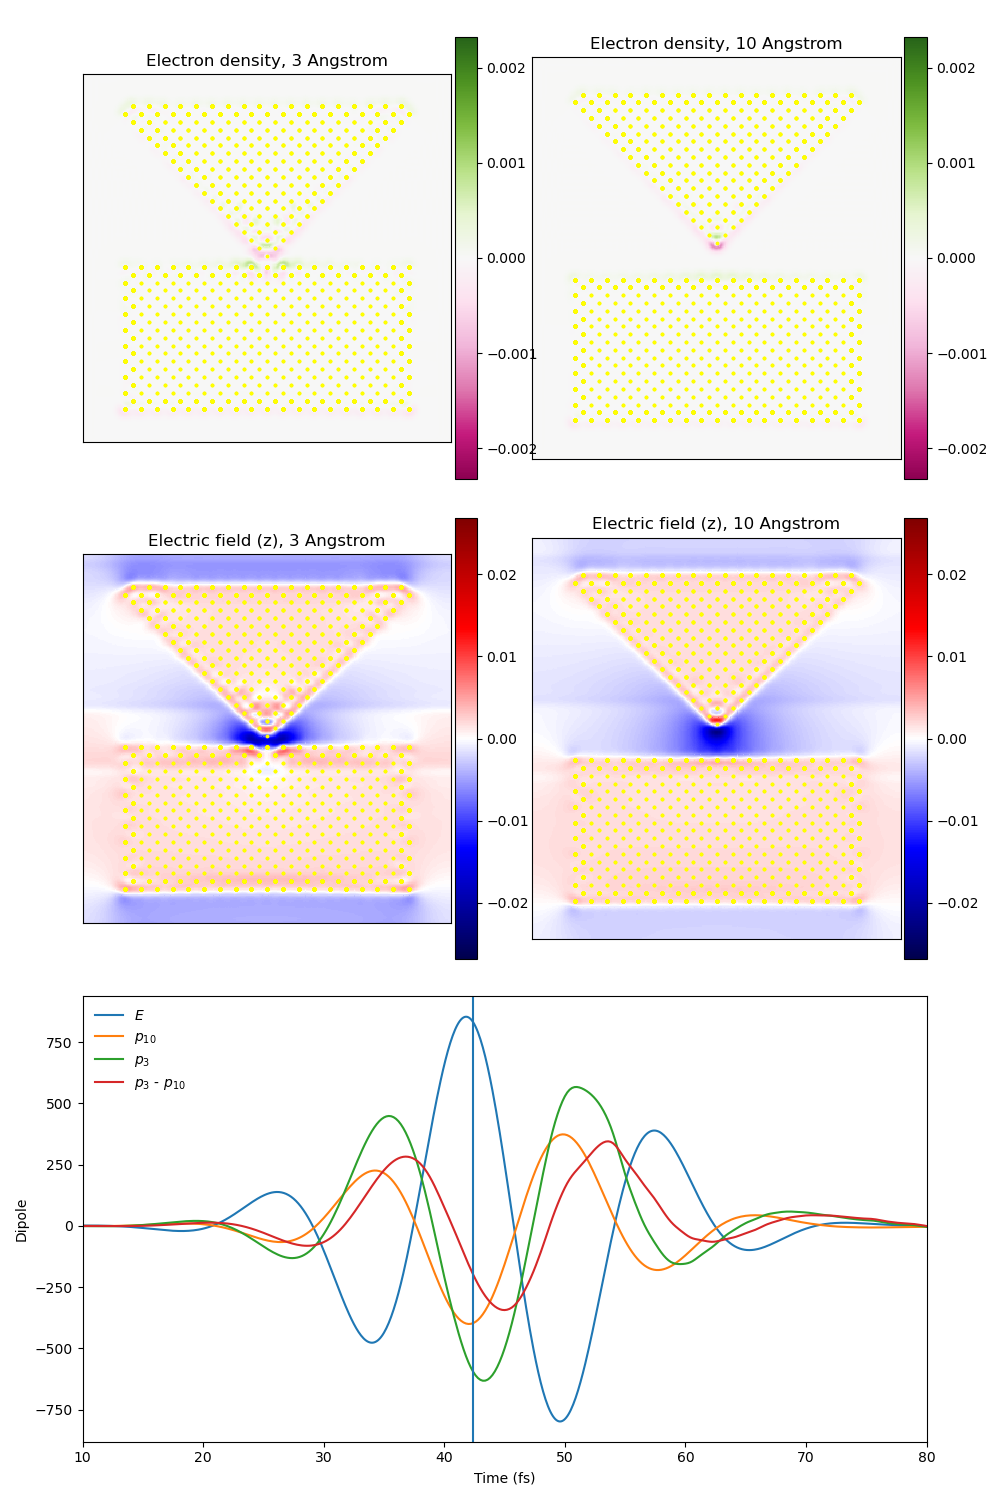 Electron density, 3 Angstrom
0.002
0.001
0.000
−0.001
−0.002
Electron density, 10 Angstrom
0.002
0.001
0.000
−0.001
−0.002
Electric field (z), 3 Angstrom
0.02
0.01
0.00
−0.01
−0.02
Electric field (z), 10 Angstrom
0.02
0.01
0.00
−0.01
−0.02
E
p10
p3
p3 - p10
750
500
250
0
−250
−500
−750
Dipole
10 20 30 40 50 60 70 80
Time (fs)